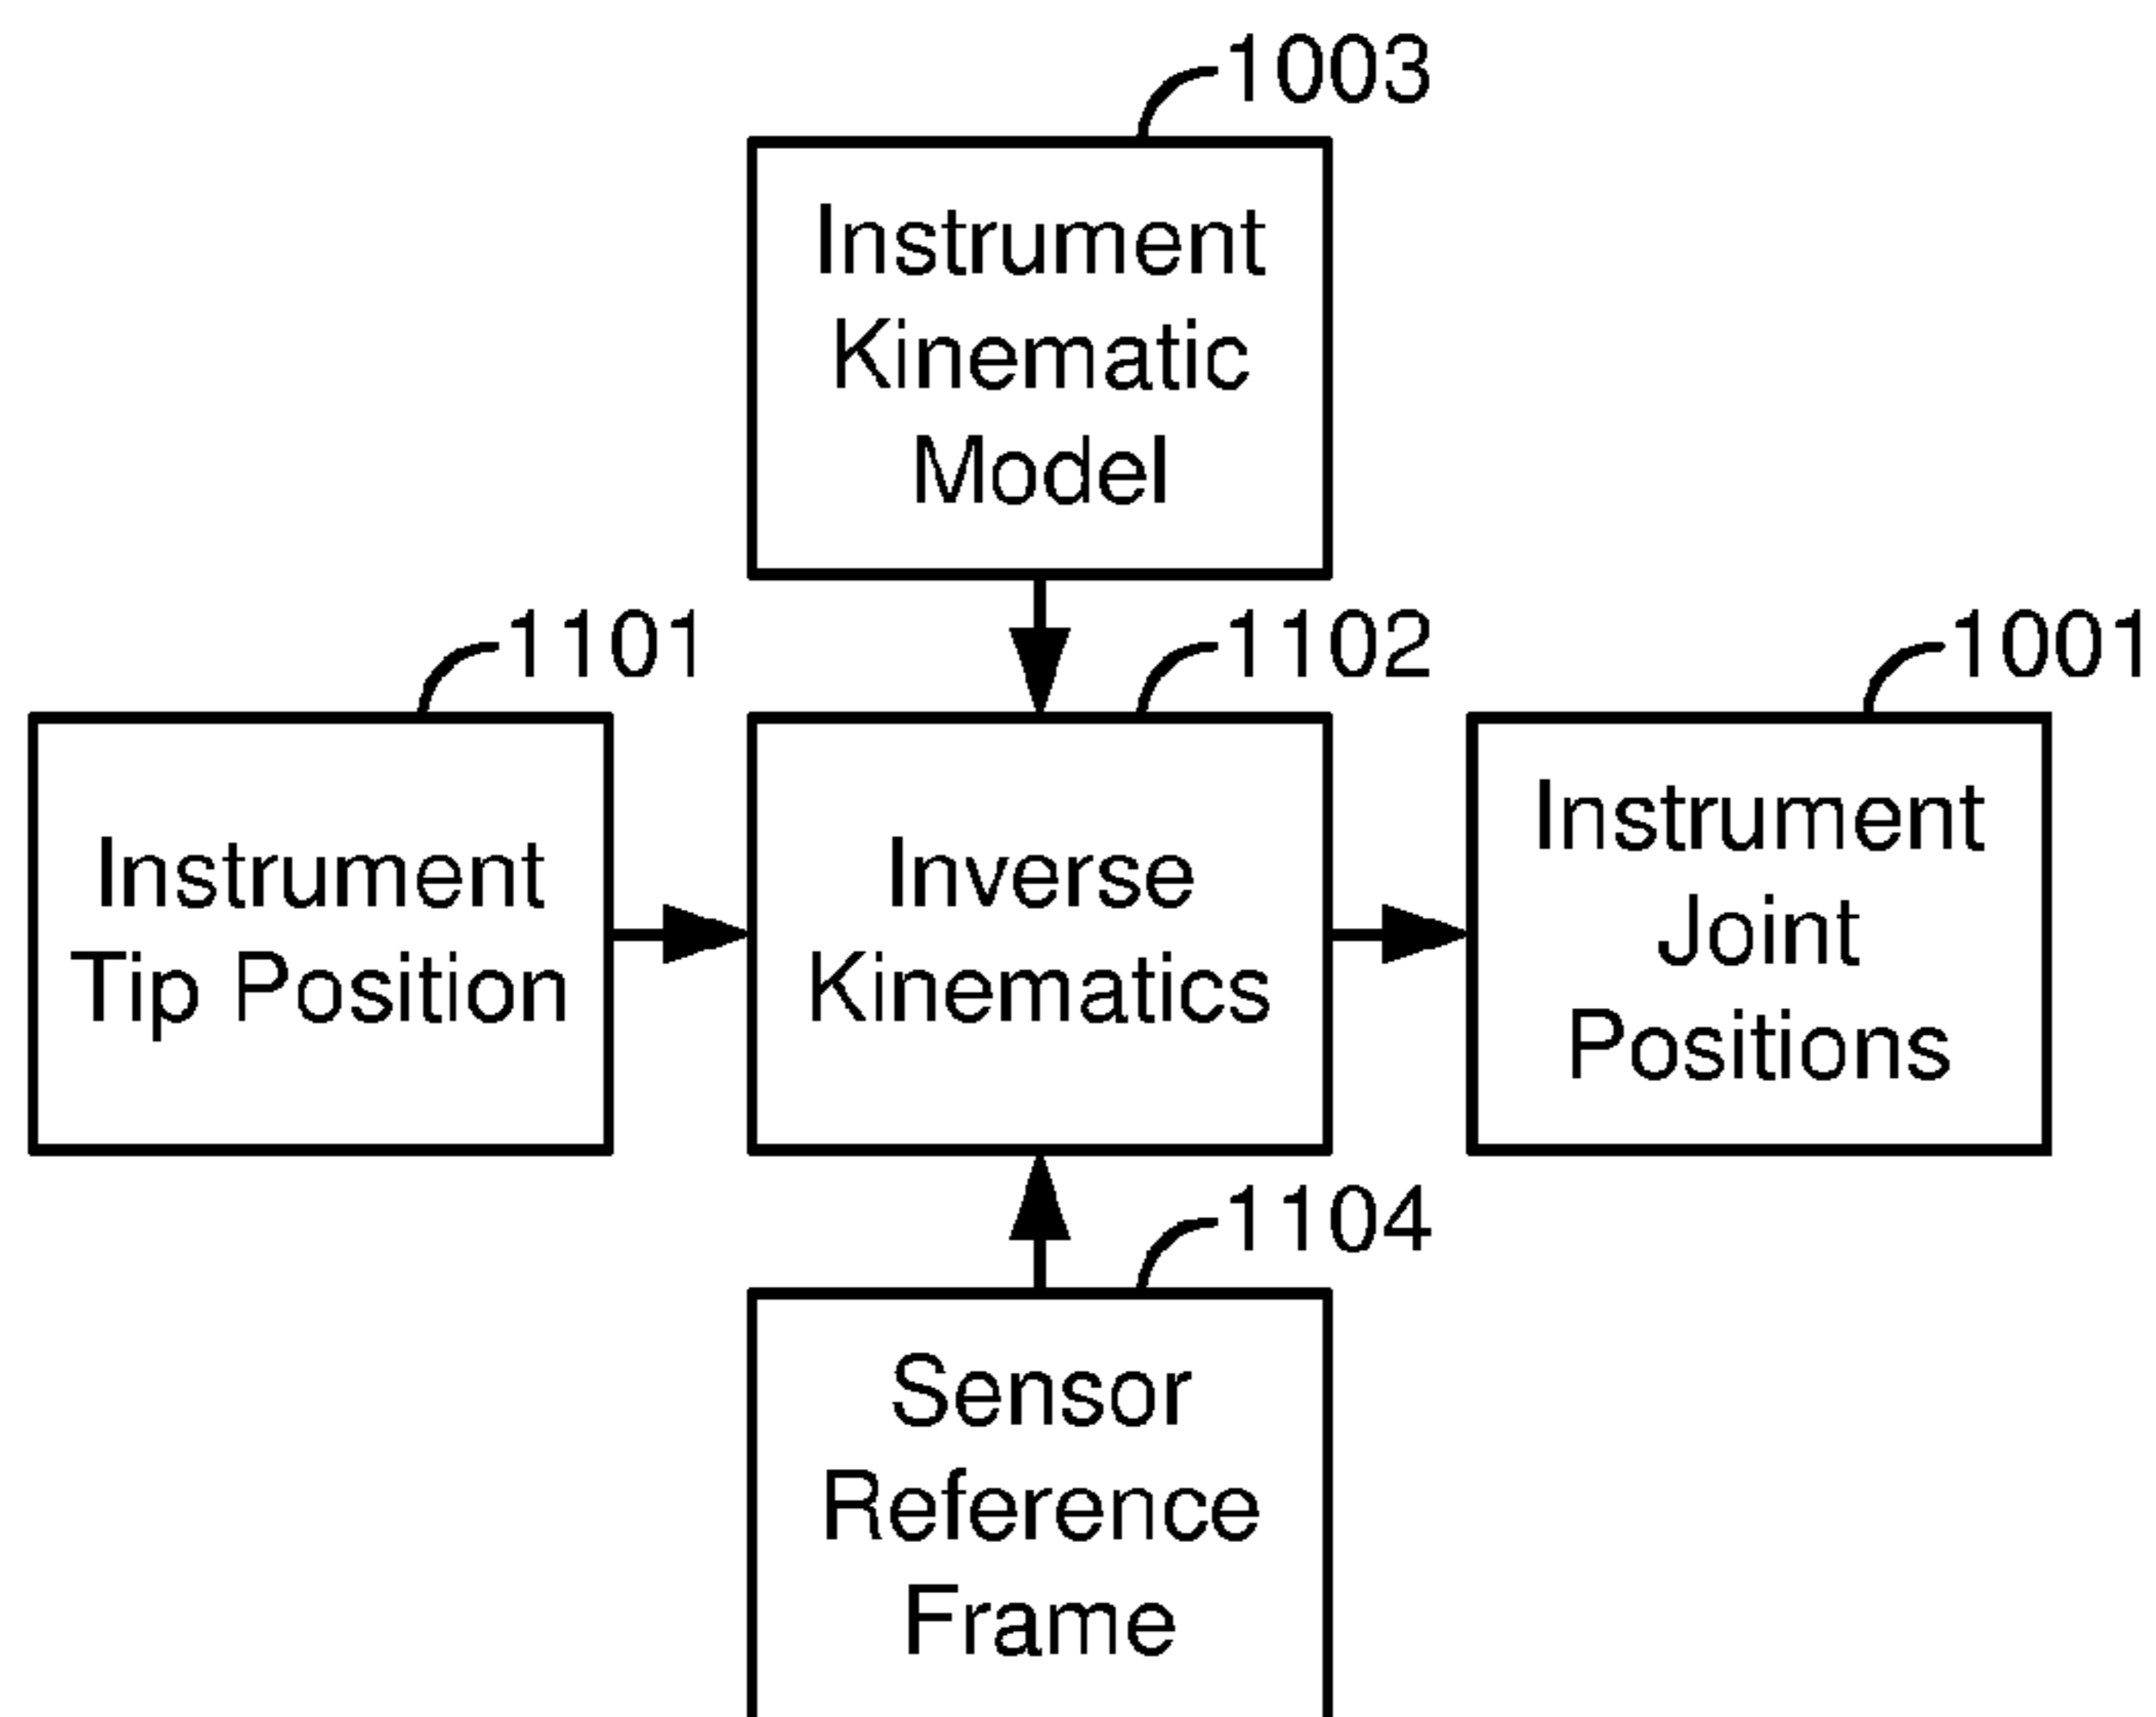 1003
Instrument
Kinematic
Model
1101
1102
1001
Instrument
Tip Position
Inverse
Kinematics
Instrument
Joint
Positions
1104
Sensor
Reference
Frame